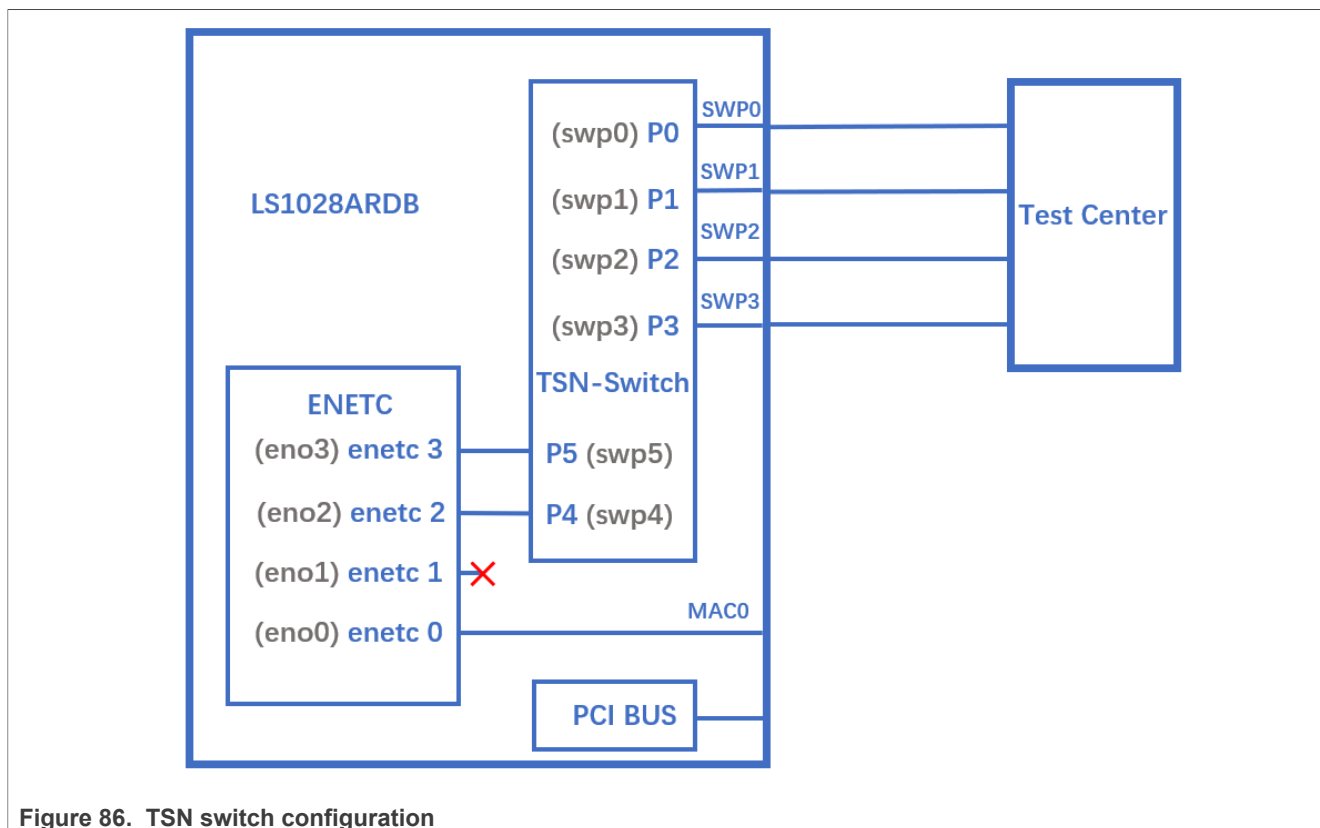 SWP0
(swp0) P0
SWP1
LS1028ARDB
(swp1) P1
Test Center
SWP2
(swp2) P2
SWP3
(swp3) P3
TSN-Switch
ENETC
(eno3) enetc 3
P5 (swp5)
(eno2) enetc 2
P4 (swp4)
(eno1) enetc 1
MAC0
(eno0) enetc 0
PCI BUS
Figure 86. TSN switch configuration